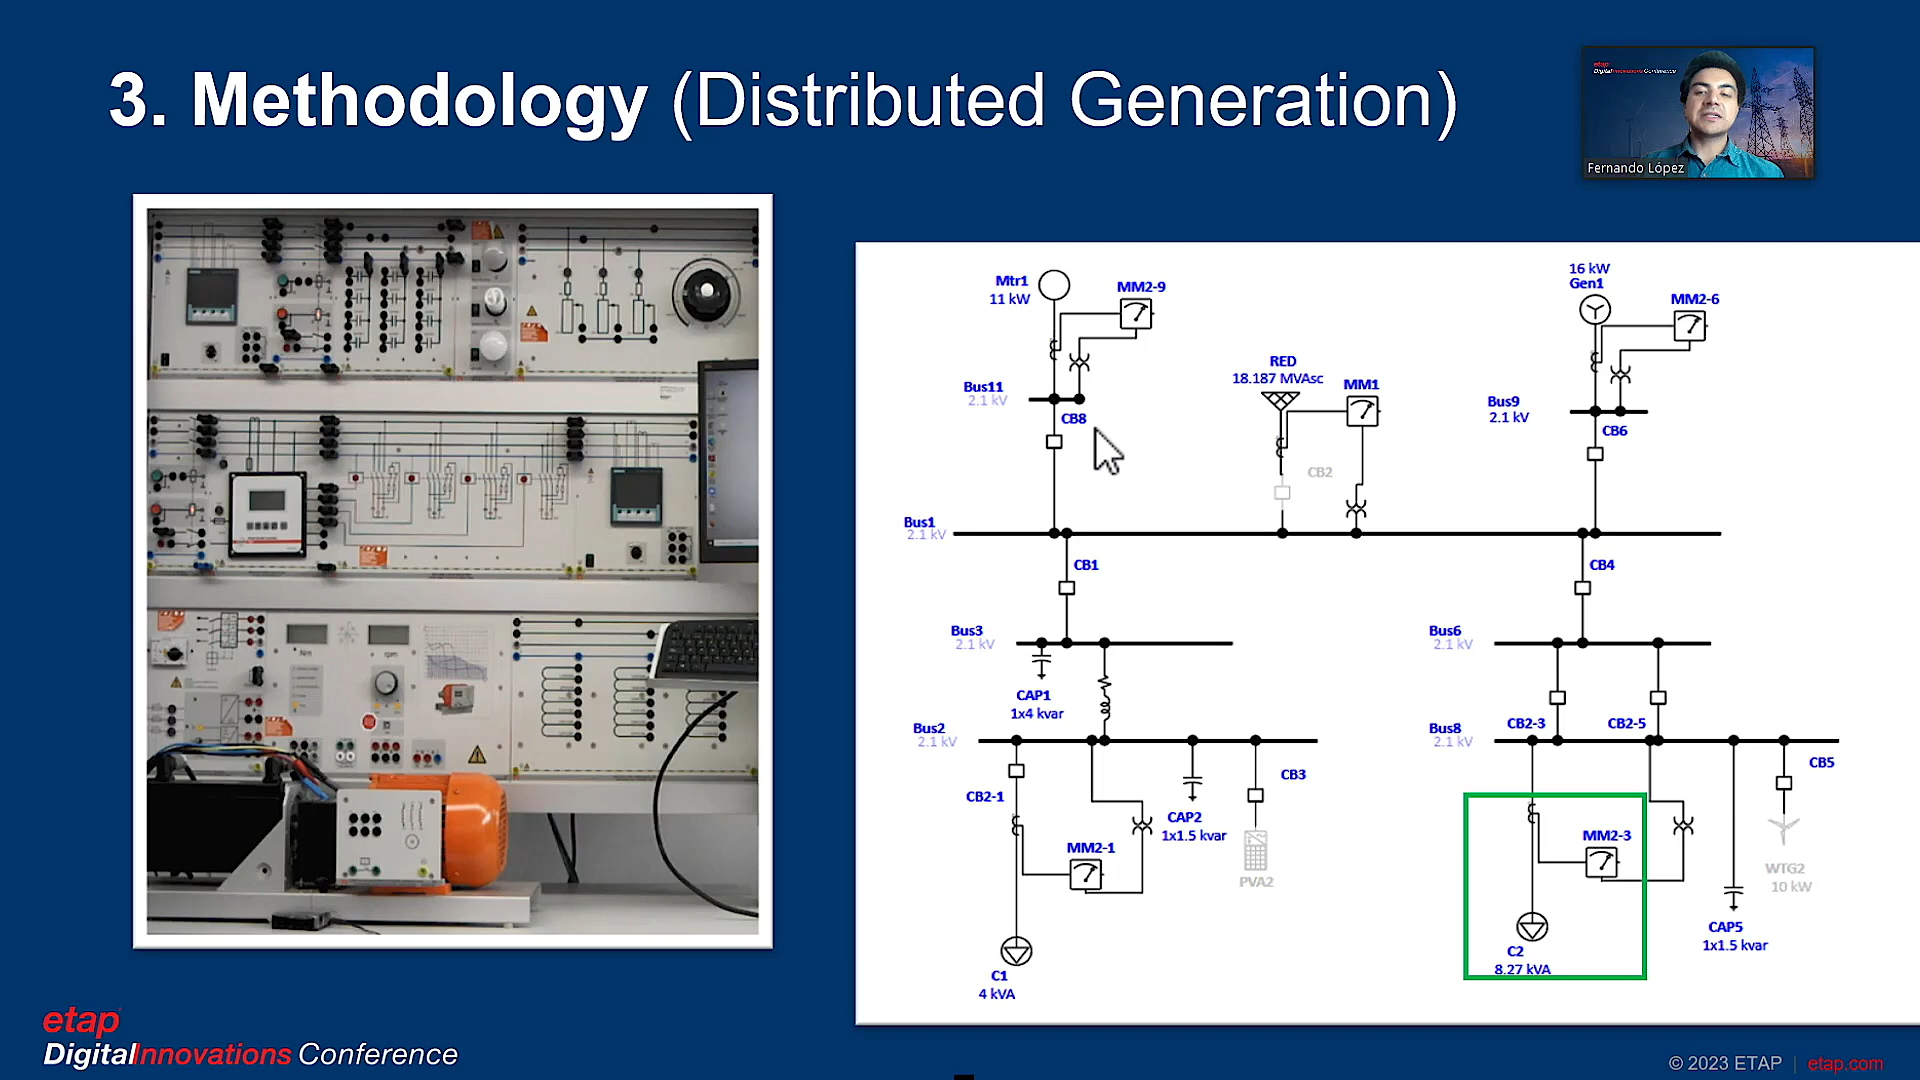 3. Methodology (Distributed Generation)
etap
DigitalInnovations Conference
Fernando López
Nm
rpm
Mtr1
11 kW
MM2-9
Bus11
2.1 kV
CB8
RED
18.187 MVAsc
MM1
CB2
16 kW
Gen1
MM2-6
Bus9
2.1 kV
CB6
Bus1
2.1 kV
CB1
CB4
Bus3
2.1 kV
CAP1
1x4 kvar
Bus6
2.1 kV
Bus2
2.1 kV
CB2-1
MM2-1
CAP2
1x1.5 kvar
CB3
PVA2
C1
4 kVA
CB2-3
CB2-5
Bus8
2.1 kV
CB5
MM2-3
WTG2
10 kW
C2
8.27 kVA
CAP5
1x1.5 kvar
etap
DigitalInnovations Conference
© 2023 ETAP | etap.com